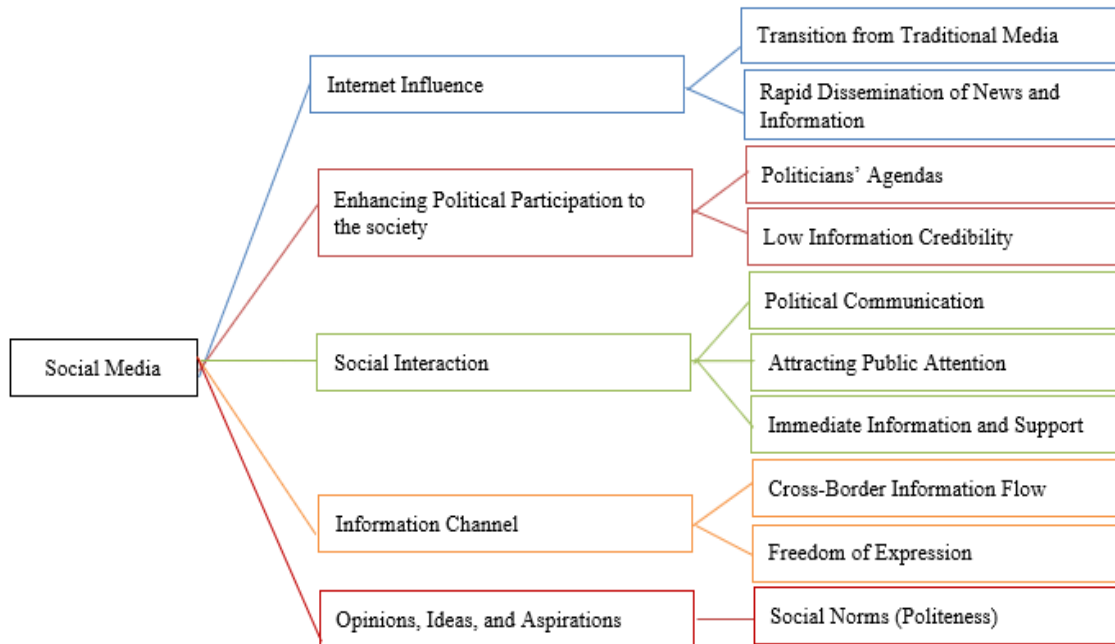 Social Media
Internet Influence
Transition from Traditional Media
Rapid Dissemination of News and
Information
Enhancing Political Participation to
the society
Politicians’ Agendas
Low Information Credibility
Social Interaction
Political Communication
Attracting Public Attention
Immediate Information and Support
Information Channel
Cross-Border Information Flow
Freedom of Expression
Opinions, Ideas, and Aspirations
Social Norms (Politeness)